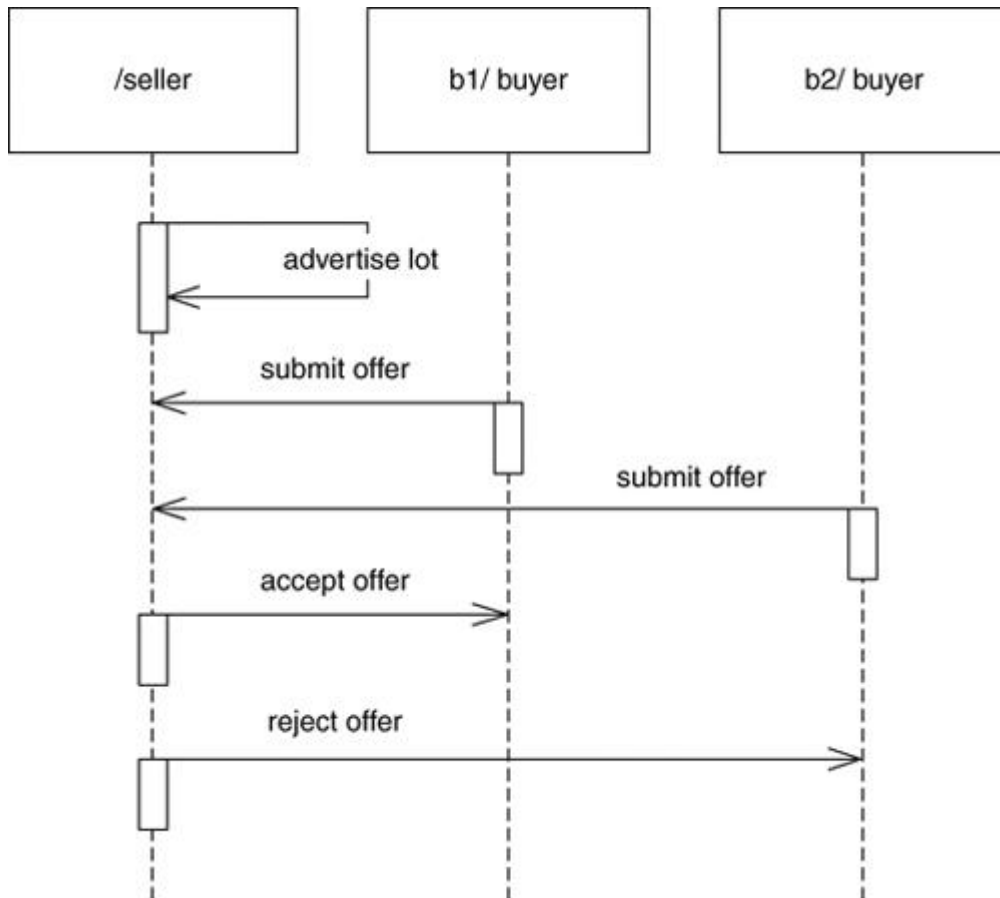 /seller
b1/ buyer
b2/ buyer
advertise lot
submit offer
submit offer
accept offer
reject offer